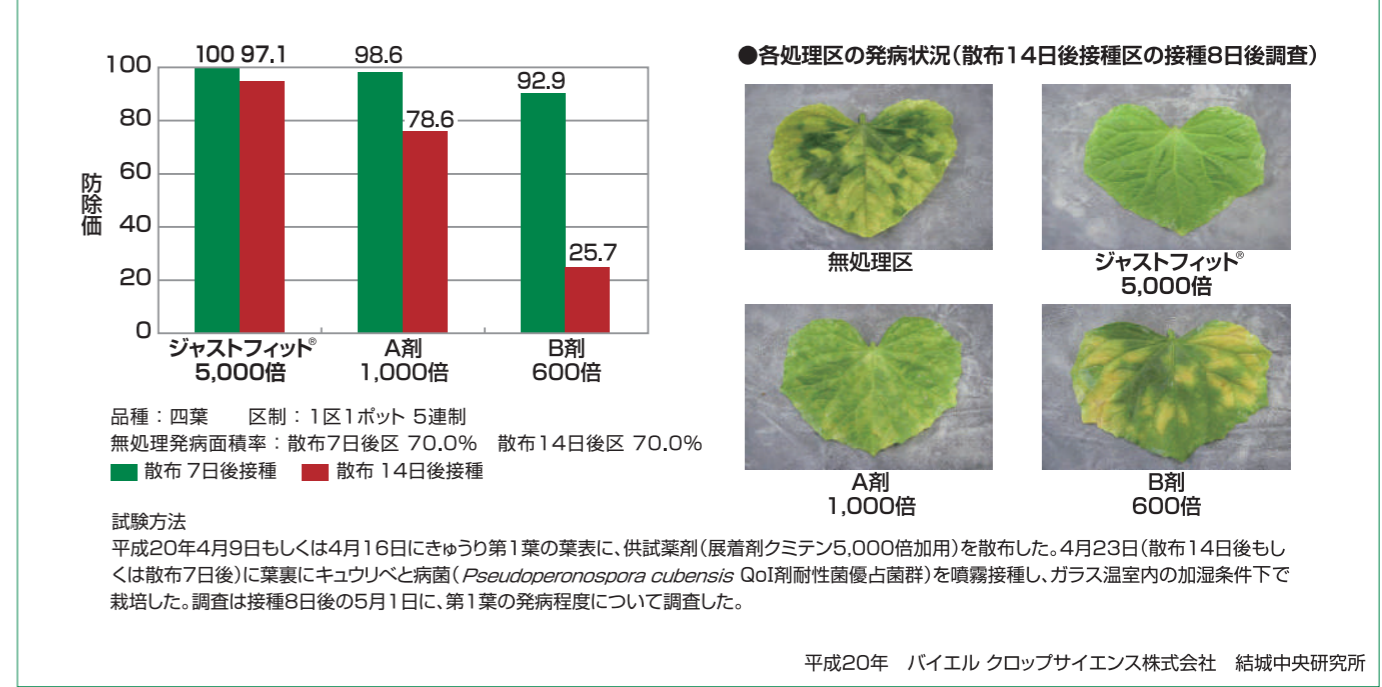 100 97.1
98.6
92.9
78.6
25.7
100
80
60
40
20
0
防除価
ジャストフィット®
5,000倍
A剤
1,000倍
B剤
600倍
品種：四葉　区制：1区1ポット 5連制
無処理発病面積率：散布7日後区 70.0%　散布14日後区 70.0%
散布 7日後接種　散布 14日後接種
●各処理区の発病状況（散布14日後接種区の接種8日後調査）
無処理区
ジャストフィット®
5,000倍
A剤
1,000倍
B剤
600倍
試験方法
平成20年4月9日もしくは4月16日にきゅうり第1葉の葉表に、供試薬剤（展着剤クミテン5,000倍加用）を散布した。4月23日（散布14日後もし
くは散布7日後）に葉裏にキュウリべと病菌（Pseudoperonospora cubensis QoI剤耐性菌優占菌群）を噴霧接種し、ガラス温室内の加湿条件下で
栽培した。調査は接種8日後の5月1日に、第1葉の発病程度について調査した。
平成20年　バイエル クロップサイエンス株式会社　結城中央研究所